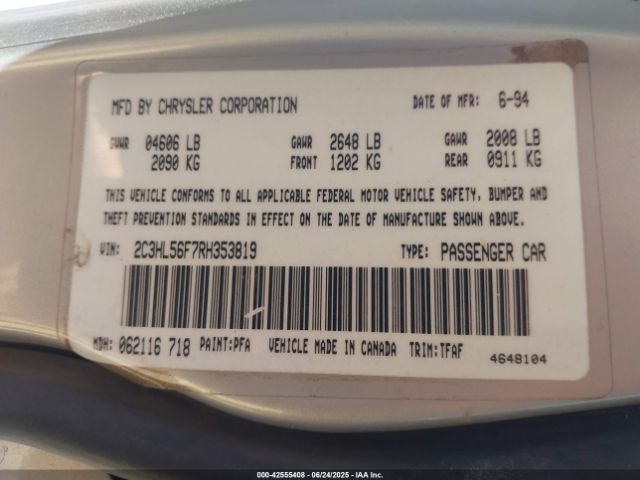 MFD BY CHRYSLER CORPORATION DATE OF MFR: 6-94
GVWR 04606 LB GAWR 2648 LB GAWR 2008 LB
2090 KG FRONT 1202 KG REAR 0911 KG
THIS VEHICLE CONFORMS TO ALL APPLICABLE FEDERAL MOTOR VEHICLE SAFETY, BUMPER AND
THEFT PREVENTION STANDARDS IN EFFECT ON THE DATE OF MANUFACTURE SHOWN ABOVE.
VIN: 2C3HL56F7RH353819 TYPE: PASSENGER CAR
MDH: 062116 718 PAINT:PFA VEHICLE MADE IN CANADA TRIM:TFAF 4648104
000-42555408 - 06/24/2025 - IAA Inc.